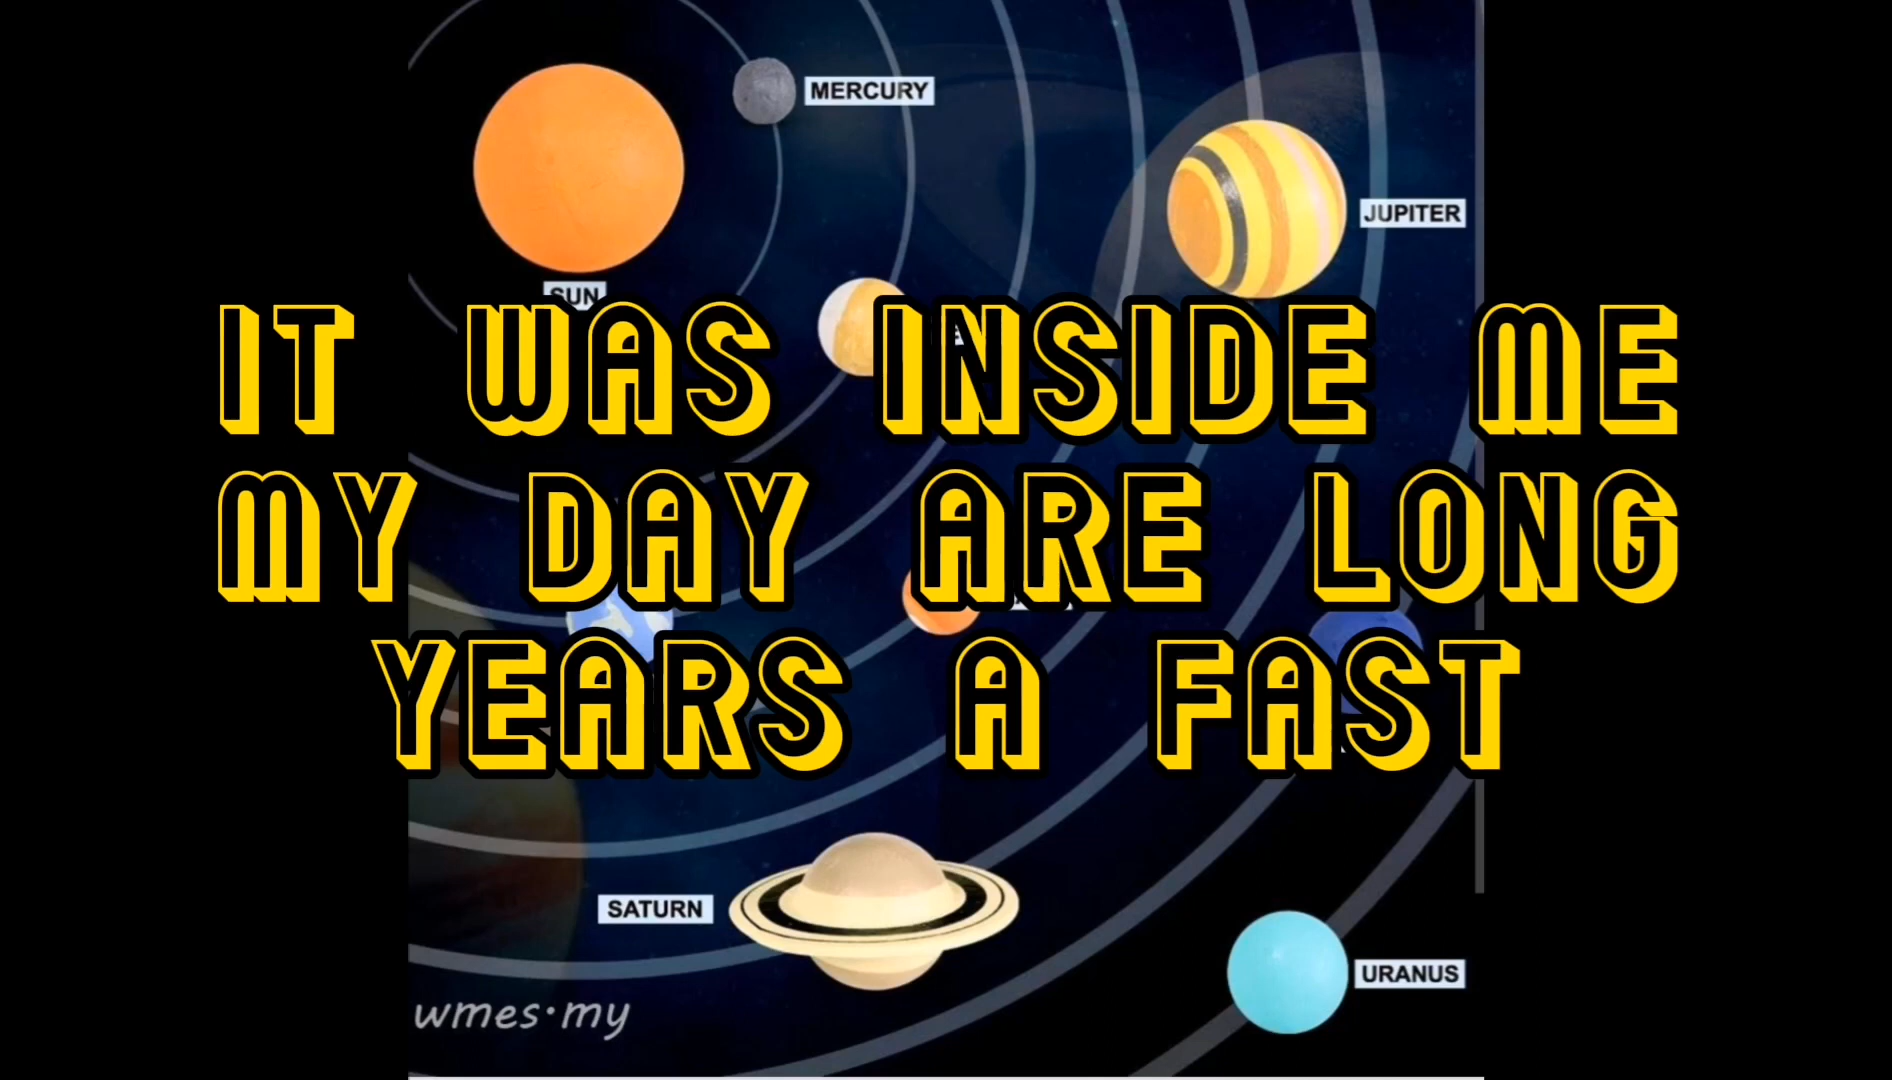 MERCURY
JUPITER
SUN
IT WAS INSIDE ME
MY DAY ARE LONG
YEARS A FAST
SATURN
URANUS
wmes·my